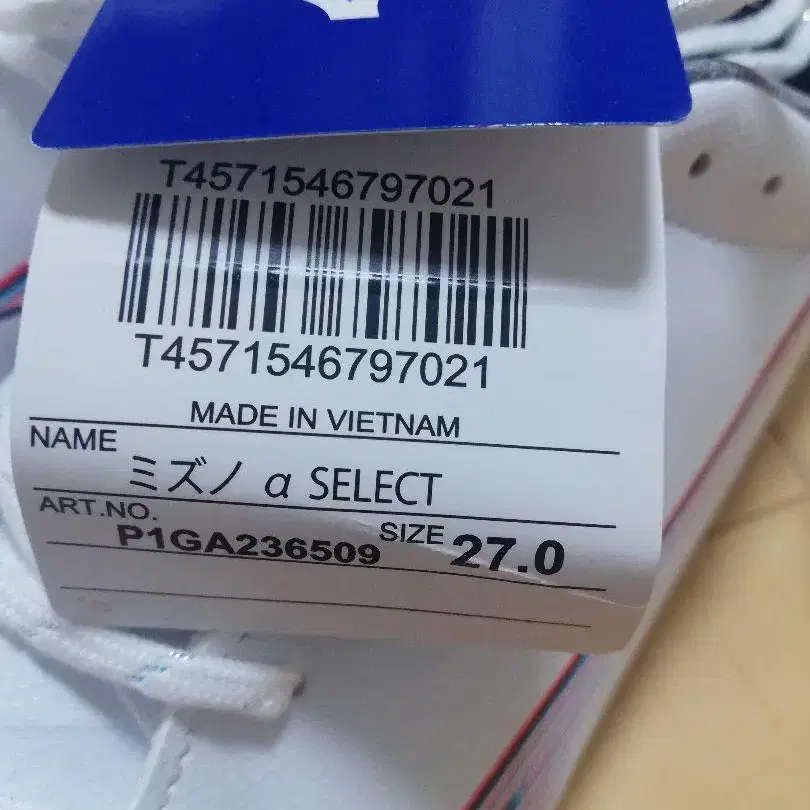 T4571546797021
T4571546797021
MADE IN VIETNAM
NAME
ミズノ α SELECT
ART.NO.
P1GA236509
SIZE 27.0